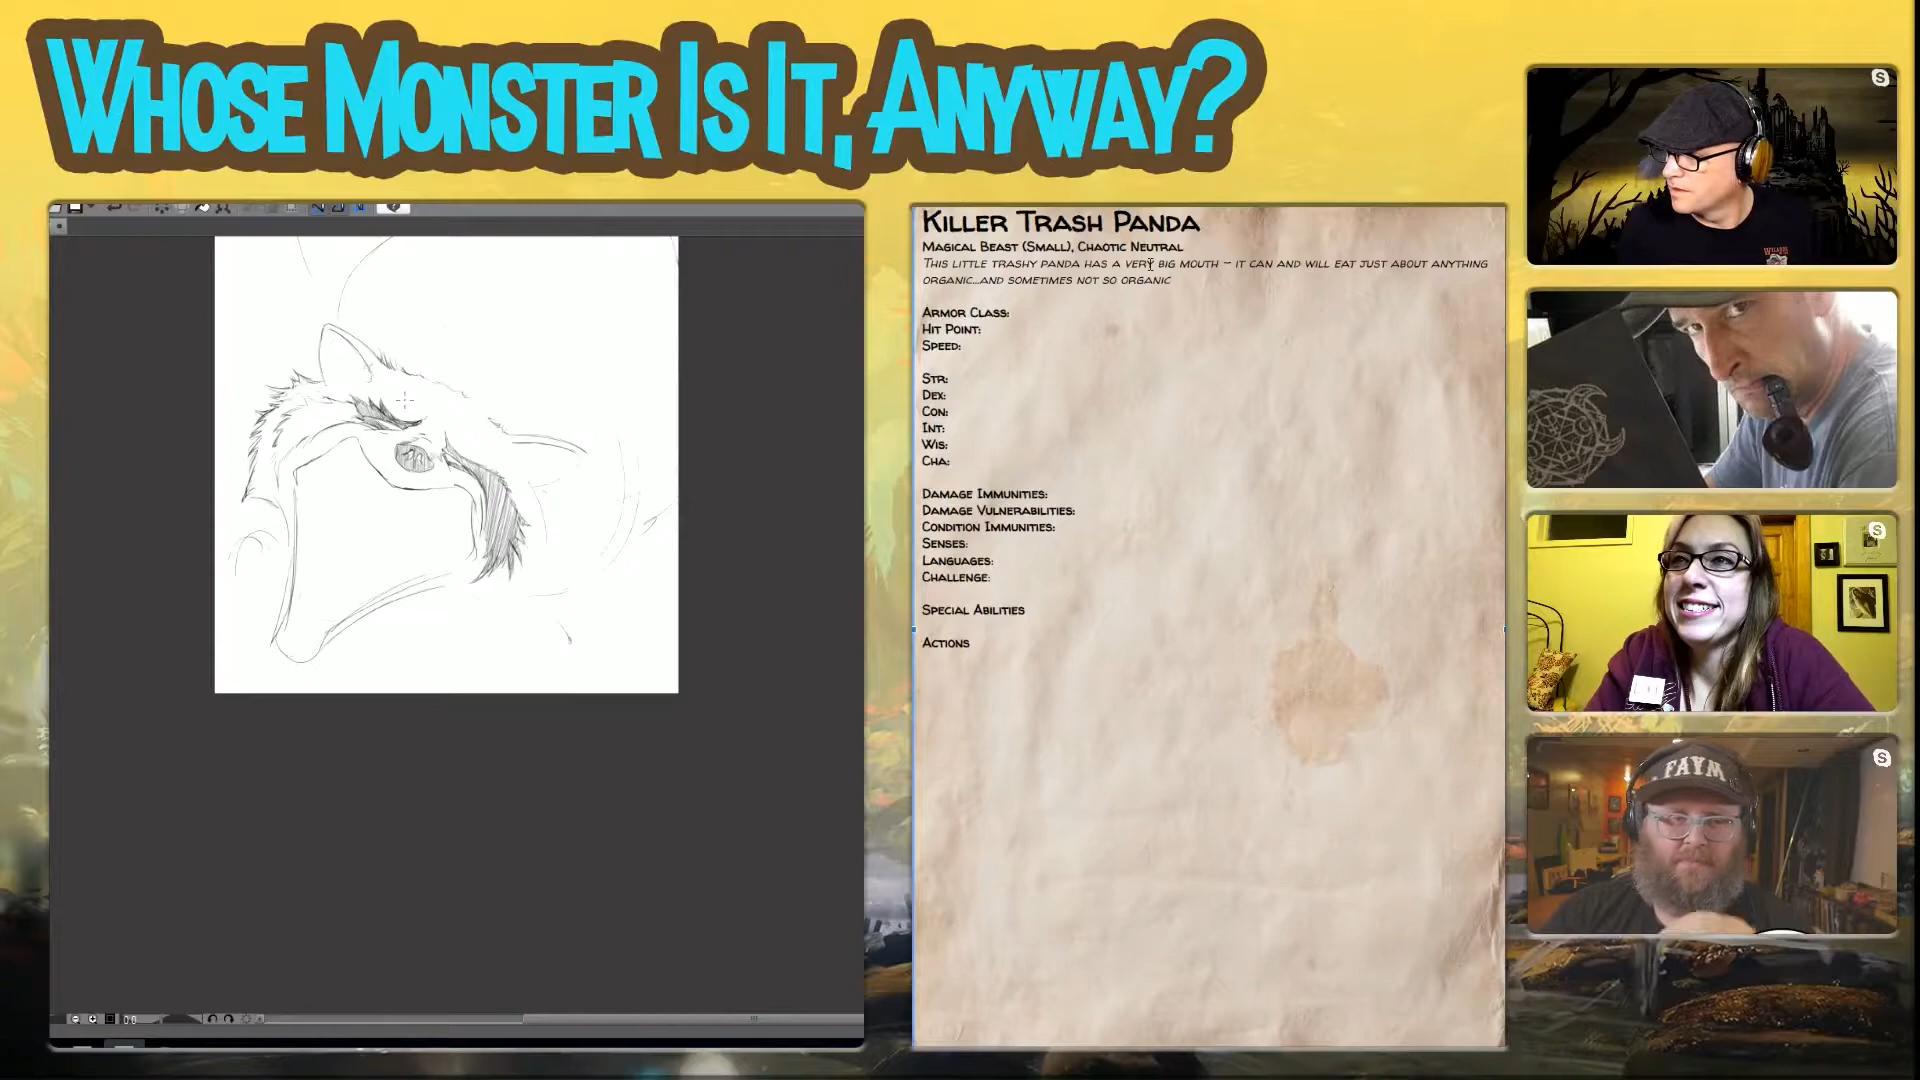 Whose Monster Is It, Anyway?
Killer Trash Panda
Magical Beast (Small), Chaotic Neutral
This little trashy panda has a very big mouth – it can and will eat just about anything
organic...and sometimes not so organic
Armor Class:
Hit Point:
Speed:
Str:
Dex:
Con:
Int:
Wis:
Cha:
Damage Immunities:
Damage Vulnerabilities:
Condition Immunities:
Senses:
Languages:
Challenge:
Special Abilities
Actions
S
S
FAYM
S